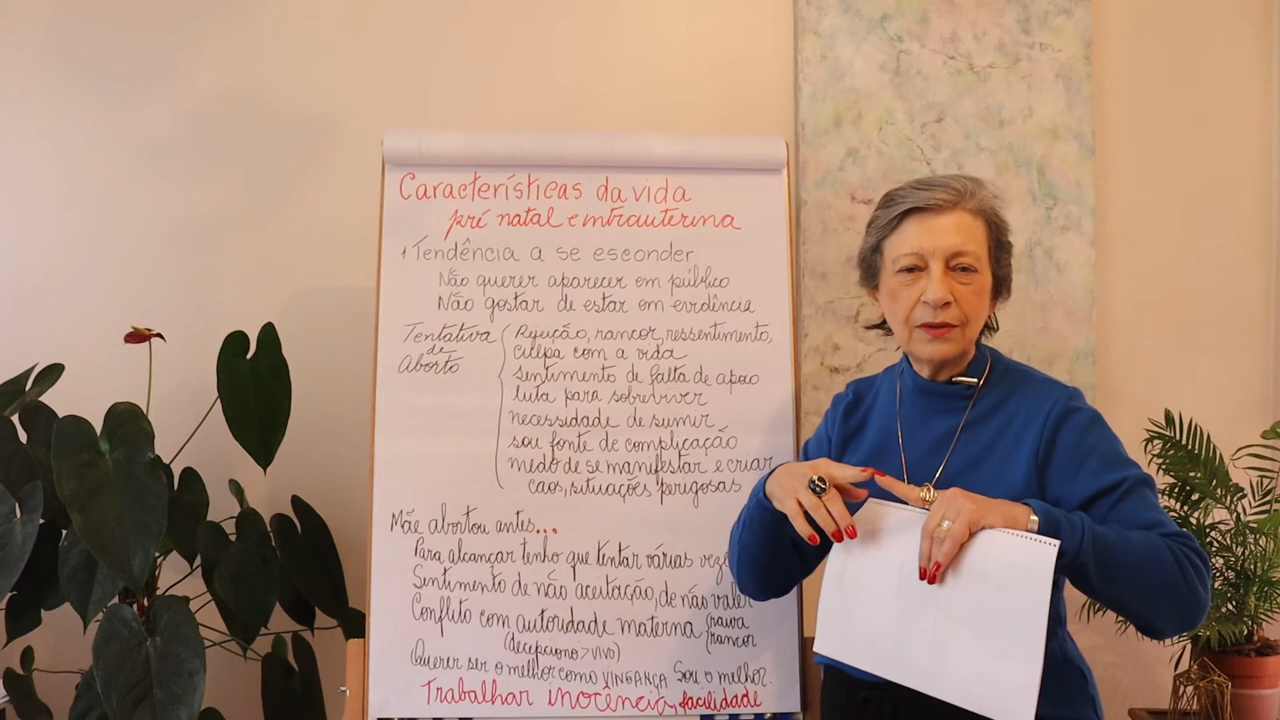 Características da vida
pré natal e intrauterina
1 Tendência a se esconder
Não querer aparecer em público
Não gostar de estar em evidência
Tentativa
de
Aborto
Rejeição, rancor, ressentimento,
culpa com a vida
sentimento de falta de apoio
luta para sobreviver
necessidade de sumir
sou fonte de complicação
medo de se manifestar e criar
caos, situações perigosas
Mãe abortou antes...
Para alcançar tenho que tentar várias veze
Sentimento de não aceitação, de não valer
Conflito com autoridade materna (raiva
(rancor
(decepciono > vivo)
(Querer ser o melhor como VINGANÇA Sou o melhor.
Trabalhar inocência, facilidade